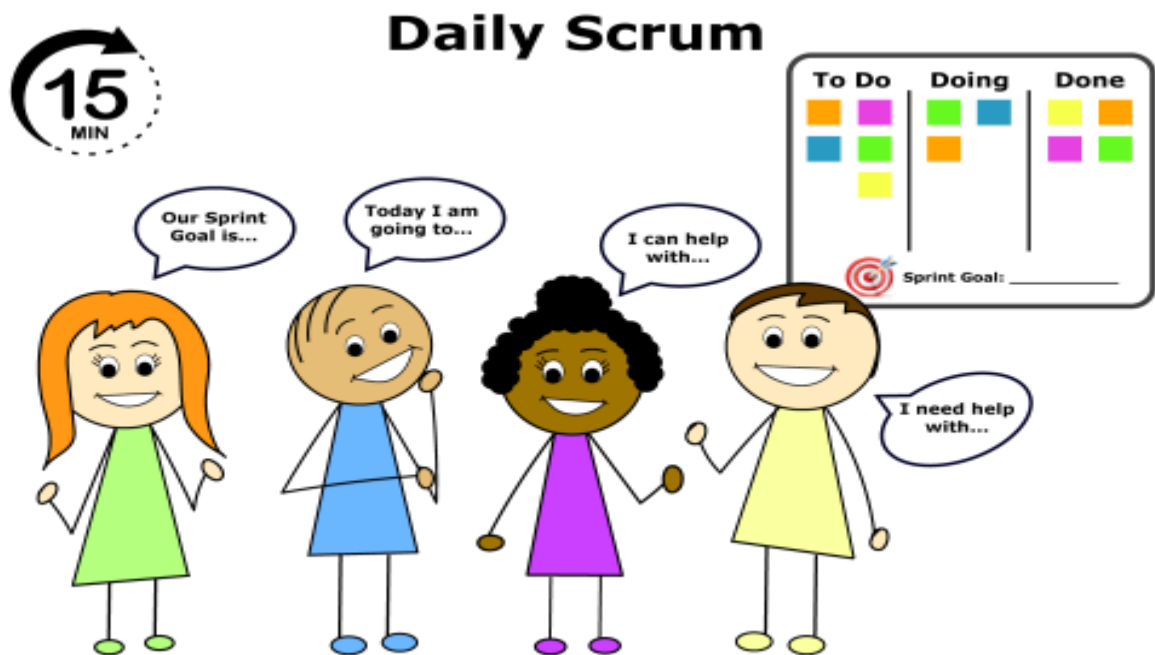 Daily Scrum
15
MIN
To Do
Doing
Done
Our Sprint
Goal is...
Today I am
going to...
I can help
with...
Sprint Goal: ____________
I need help
with...